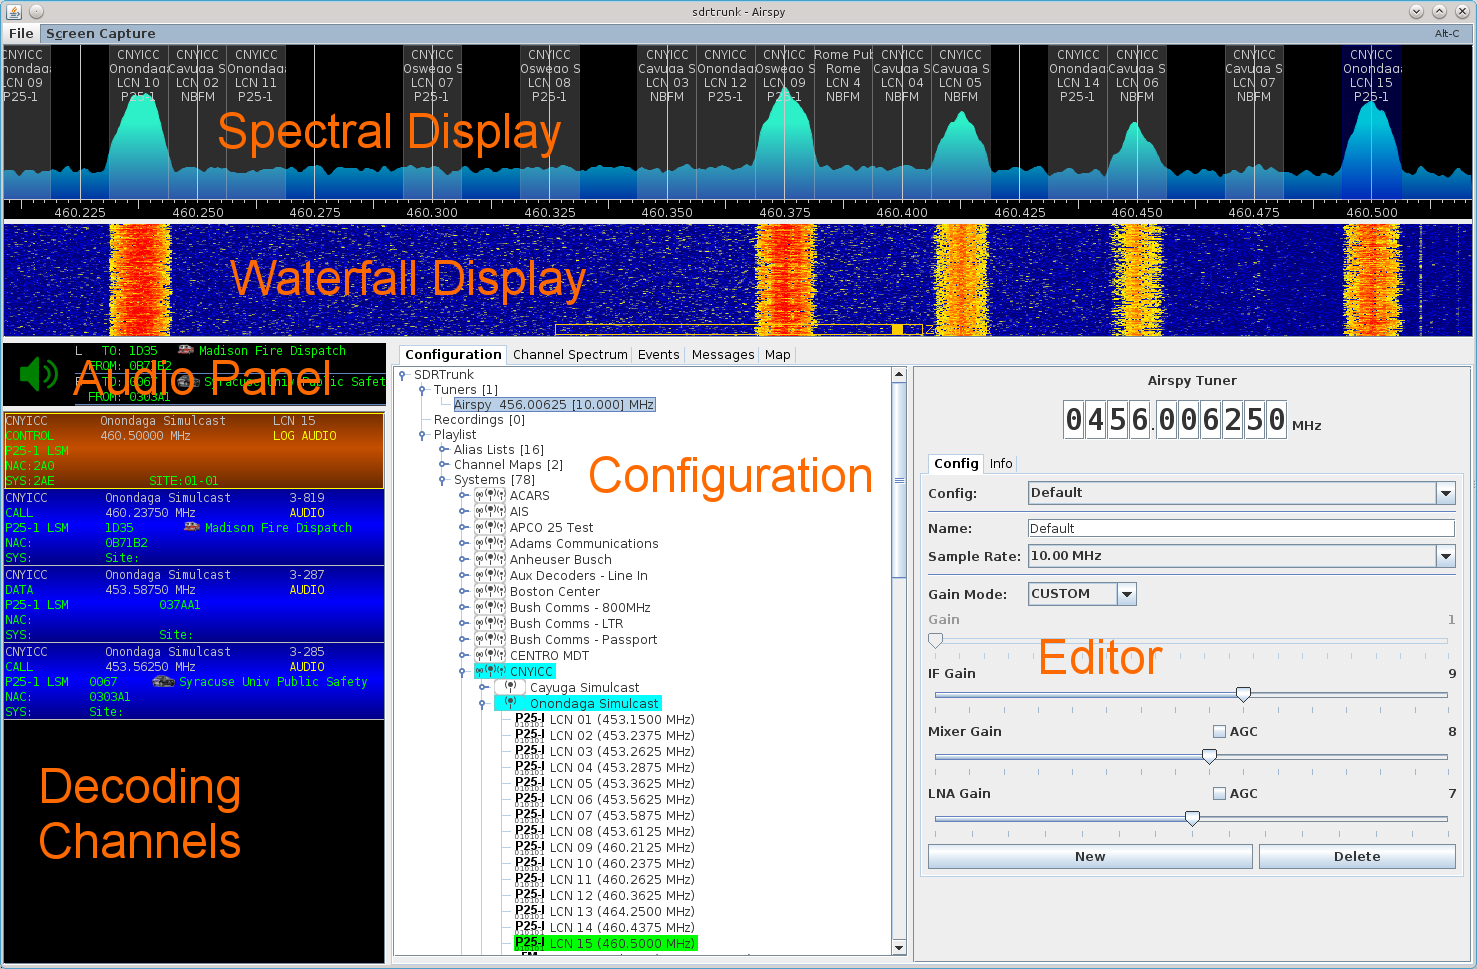 sdrtrunk - Airspy
File Screen Capture Alt-C
CNYICC CNYICC CNYICC CNYICC CNYICC CNYICC CNYICC CNYICC CNYICC Rome Pub CNYICC CNYICC CNYICC CNYICC CNYICC CNYICC
Onondaga Cayuga S Onondaga Oswego S Oswego S Cayuga S Onondaga Oswego S Rome Cayuga S Cayuga S Onondaga Cayuga S Cayuga S Onondaga
LCN 09 LCN 10 LCN 02 LCN 11 LCN 07 LCN 08 LCN 03 LCN 12 LCN 09 LCN 4 LCN 04 LCN 05 LCN 14 LCN 06 LCN 07 LCN 15
P25-1 P25-1 NBFM P25-1 P25-1 P25-1 NBFM P25-1 P25-1 NBFM NBFM NBFM P25-1 NBFM NBFM P25-1
Spectral Display
460.225 460.250 460.275 460.300 460.325 460.350 460.375 460.400 460.425 460.450 460.475 460.500
Waterfall Display
L TO: 1D35 Madison Fire Dispatch
FROM: 0B71B2
TO: 0067 Syracuse Univ Public Safet
FROM: 0303A1
Audio Panel
CNYICC Onondaga Simulcast LCN 15
CONTROL 460.50000 MHz LOG AUDIO
P25-1 LSM
NAC:2A0
SYS:2AE SITE:01-01
CNYICC Onondaga Simulcast 3-819
CALL 460.23750 MHz AUDIO
P25-1 LSM 1D35 Madison Fire Dispatch
NAC: 0B71B2
SYS: Site:
CNYICC Onondaga Simulcast 3-287
DATA 453.58750 MHz AUDIO
P25-1 LSM 037AA1
NAC:
SYS: Site:
CNYICC Onondaga Simulcast 3-285
CALL 453.56250 MHz AUDIO
P25-1 LSM 0067 Syracuse Univ Public Safety
NAC: 0303A1
SYS: Site:
Decoding
Channels
Configuration Channel Spectrum Events Messages Map
SDRTrunk
Tuners [1]
Airspy 456.00625 [10.000] MHz
Recordings [0]
Playlist
Alias Lists [16]
Channel Maps [2]
Systems [78]
ACARS
AIS
APCO 25 Test
Adams Communications
Anheuser Busch
Aux Decoders - Line In
Boston Center
Bush Comms - 800MHz
Bush Comms - LTR
Bush Comms - Passport
CENTRO MDT
CNYICC
Cayuga Simulcast
Onondaga Simulcast
P25-I LCN 01 (453.1500 MHz)
P25-I LCN 02 (453.2375 MHz)
P25-I LCN 03 (453.2625 MHz)
P25-I LCN 04 (453.2875 MHz)
P25-I LCN 05 (453.3625 MHz)
P25-I LCN 06 (453.5625 MHz)
P25-I LCN 07 (453.5875 MHz)
P25-I LCN 08 (453.6125 MHz)
P25-I LCN 09 (460.2125 MHz)
P25-I LCN 10 (460.2375 MHz)
P25-I LCN 11 (460.2625 MHz)
P25-I LCN 12 (460.3625 MHz)
P25-I LCN 13 (464.2500 MHz)
P25-I LCN 14 (460.4375 MHz)
P25-I LCN 15 (460.5000 MHz)
Configuration
Airspy Tuner
0456.006250 MHz
Config Info
Config: Default
Name: Default
Sample Rate: 10.00 MHz
Gain Mode: CUSTOM
Gain 1
Editor
IF Gain 9
Mixer Gain AGC 8
LNA Gain AGC 7
New Delete